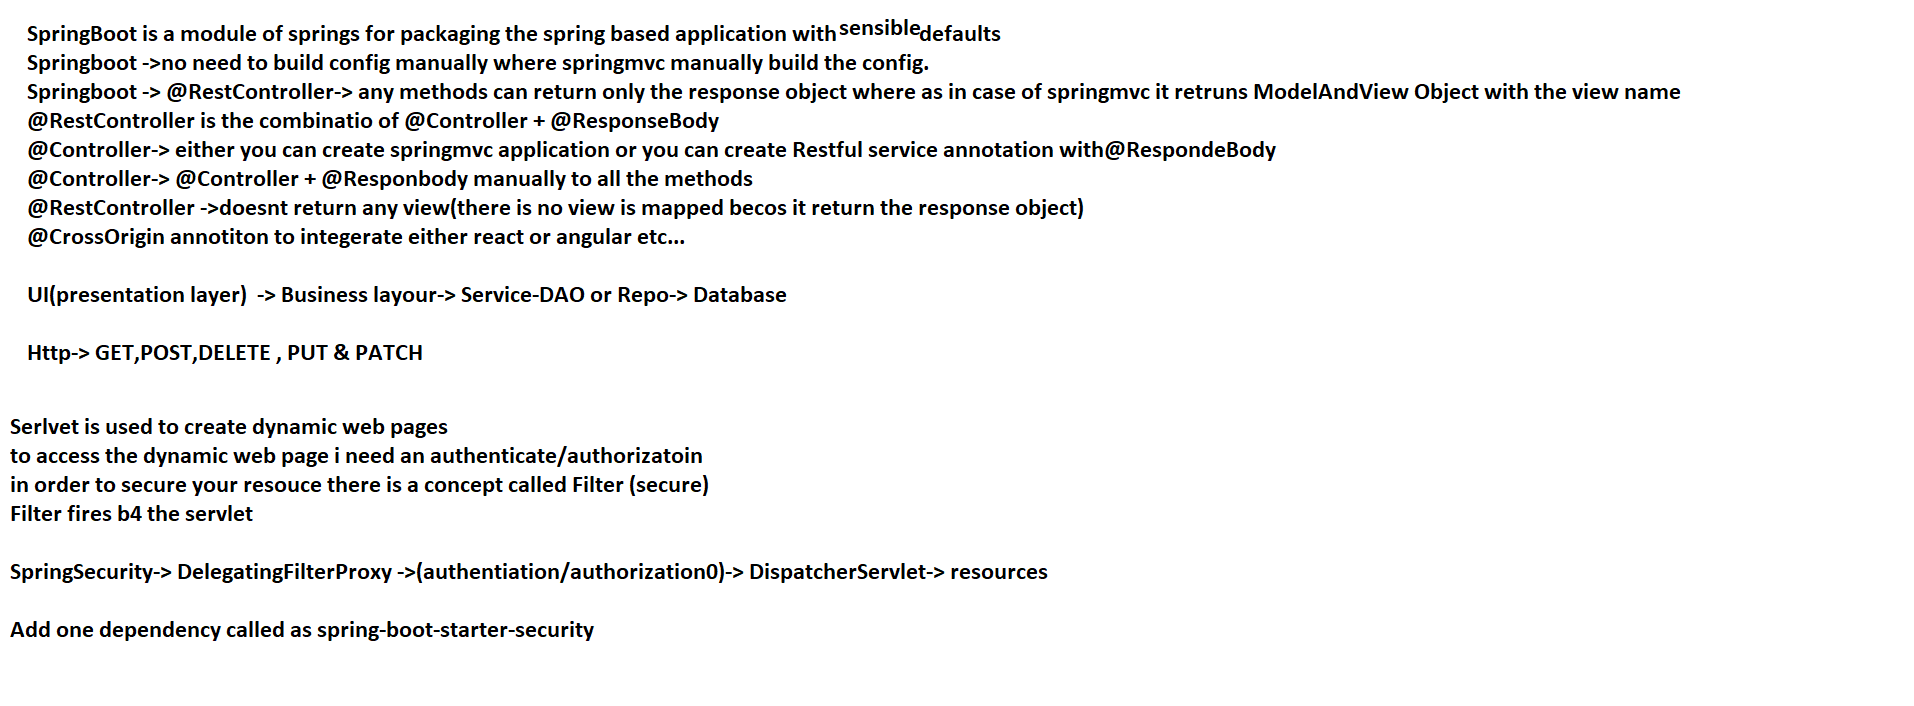 SpringBoot is a module of springs for packaging the spring based application with sensible defaults
Springboot ->no need to build config manually where springmvc manually build the config.
Springboot -> @RestController-> any methods can return only the response object where as in case of springmvc it retruns ModelAndView Object with the view name
@RestController is the combinatio of @Controller + @ResponseBody
@Controller-> either you can create springmvc application or you can create Restful service annotation with@RespondeBody
@Controller-> @Controller + @Responbody manually to all the methods
@RestController ->doesnt return any view(there is no view is mapped becos it return the response object)
@CrossOrigin annotiton to integerate either react or angular etc...
UI(presentation layer)  -> Business layour-> Service-DAO or Repo-> Database
Http-> GET,POST,DELETE , PUT & PATCH
Serlvet is used to create dynamic web pages
to access the dynamic web page i need an authenticate/authorizatoin
in order to secure your resouce there is a concept called Filter (secure)
Filter fires b4 the servlet
SpringSecurity-> DelegatingFilterProxy ->(authentiation/authorization0)-> DispatcherServlet-> resources
Add one dependency called as spring-boot-starter-security